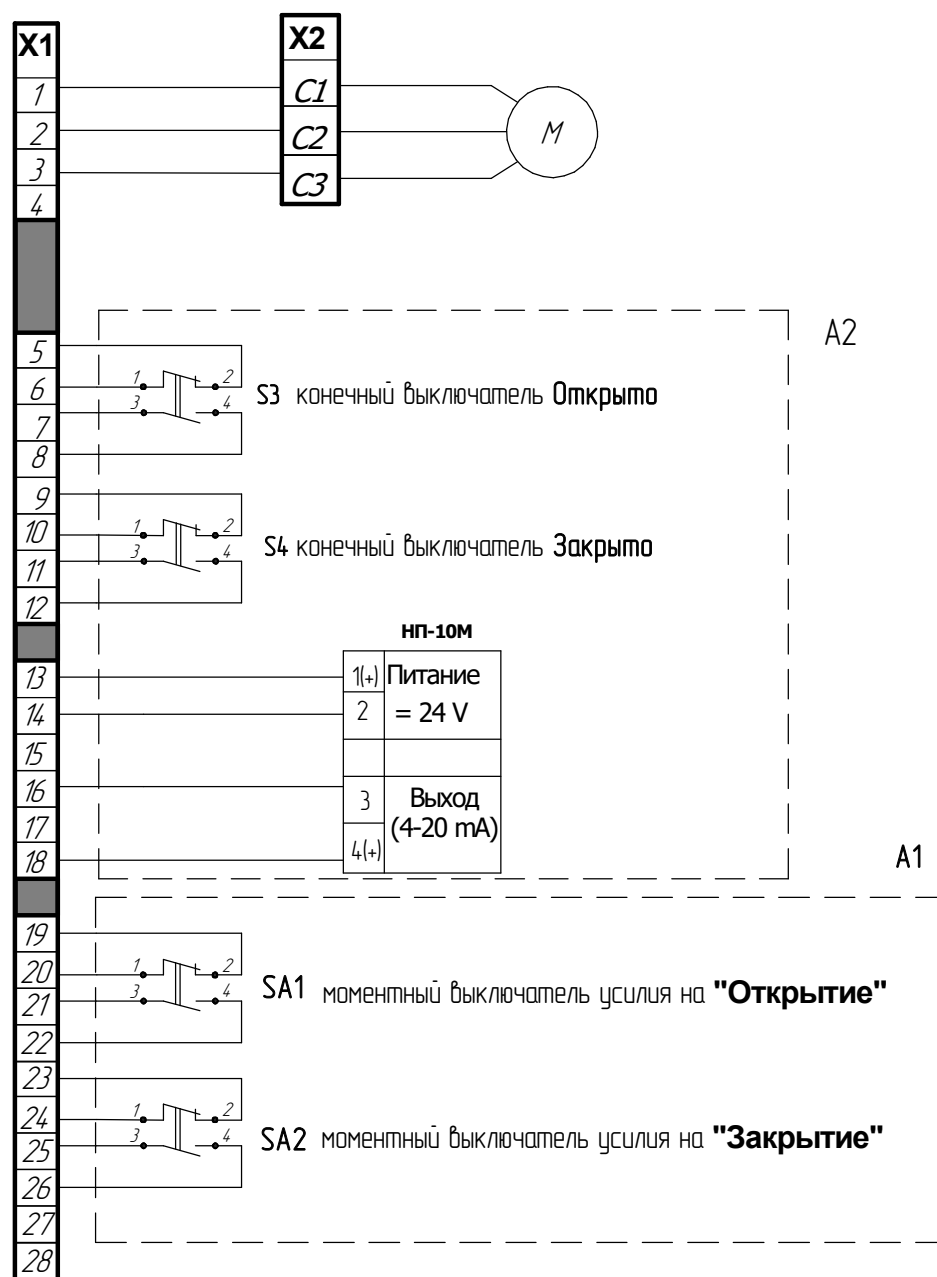 X1 X2
1 C1
2 C2 M
3 C3
4
A2
5
6 1 2
S3 конечный выключатель Открыто
7 3 4
8
9
10 1 2
S4 конечный выключатель Закрыто
11 3 4
12
НП-10М
13 1(+) Питание
14 2 = 24 V
15
16 3 Выход
17 (4-20 mA)
18 4(+)
A1
19
20 1 2
SA1 моментный выключатель усилия на "Открытие"
21 3 4
22
23
24 1 2
SA2 моментный выключатель усилия на "Закрытие"
25 3 4
26
27
28